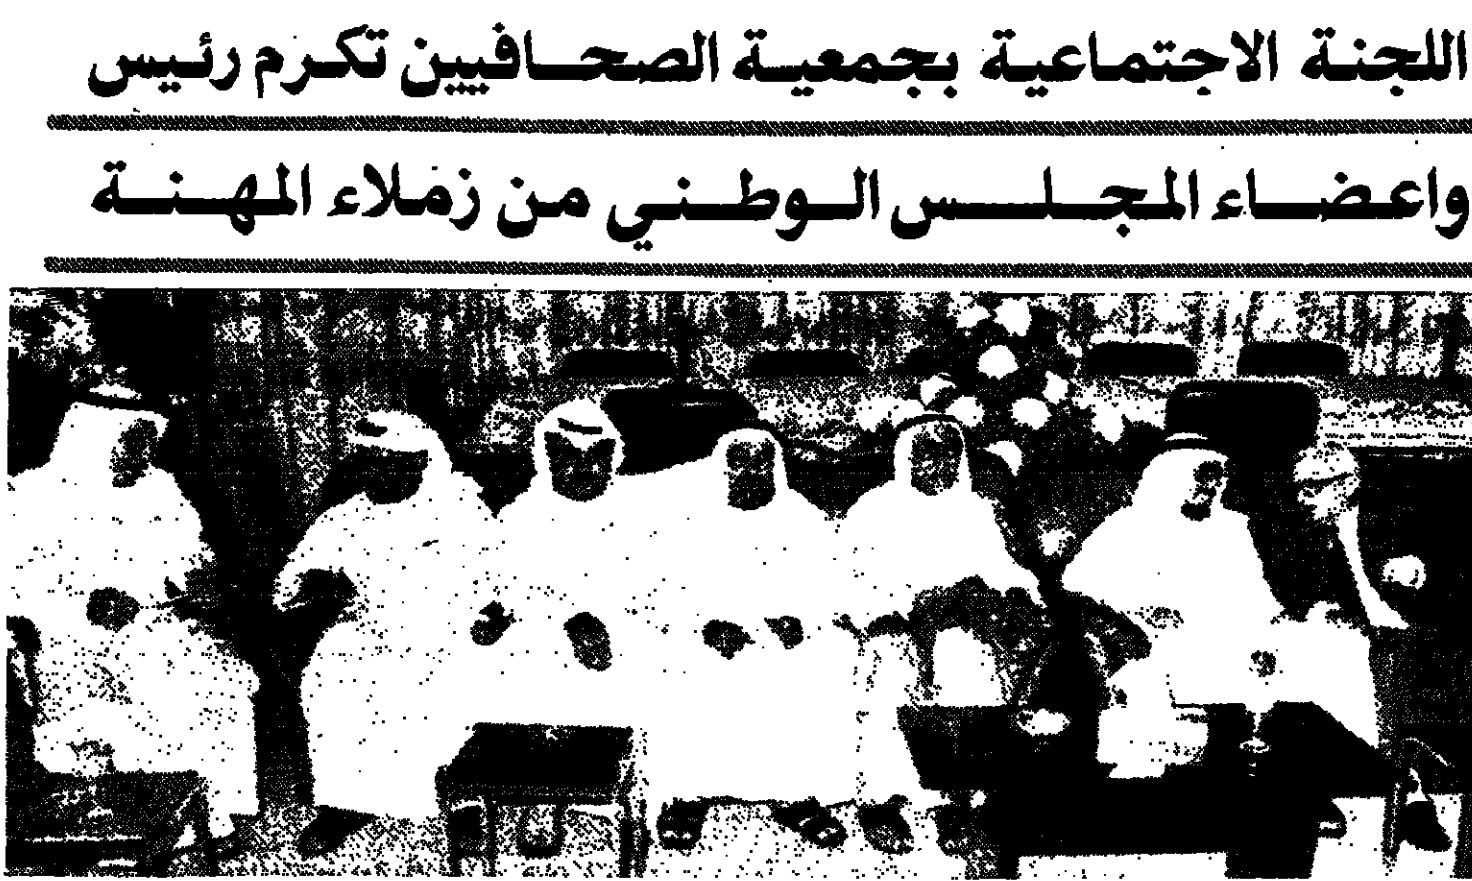 اللجنة الاجتماعية بجمعية الصحافيين تكرم رئيس
واعضاء المجلس الوطني من زملاء المهنة